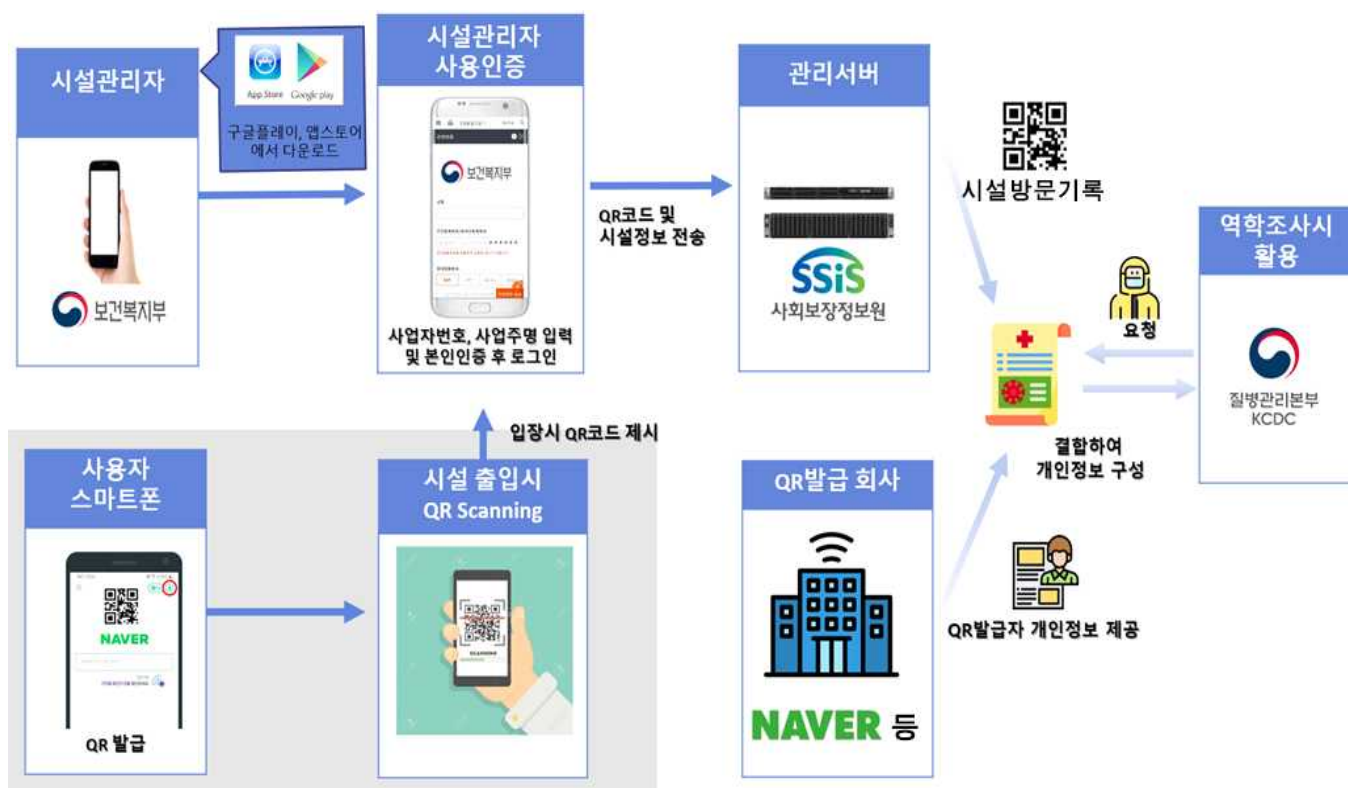 시설관리자
App Store Google play
구글플레이, 앱스토어
에서 다운로드
보건복지부
시설관리자
사용인증
보건복지부
사업자번호, 사업주명 입력
및 본인인증 후 로그인
QR코드 및
시설정보 전송
관리서버
SSiS
사회보장정보원
시설방문기록
역학조사시
활용
요청
질병관리본부
KCDC
결합하여
개인정보 구성
입장시 QR코드 제시
사용자
스마트폰
NAVER
QR 발급
시설 출입시
QR Scanning
SCANNING
QR발급 회사
NAVER 등
QR발급자 개인정보 제공